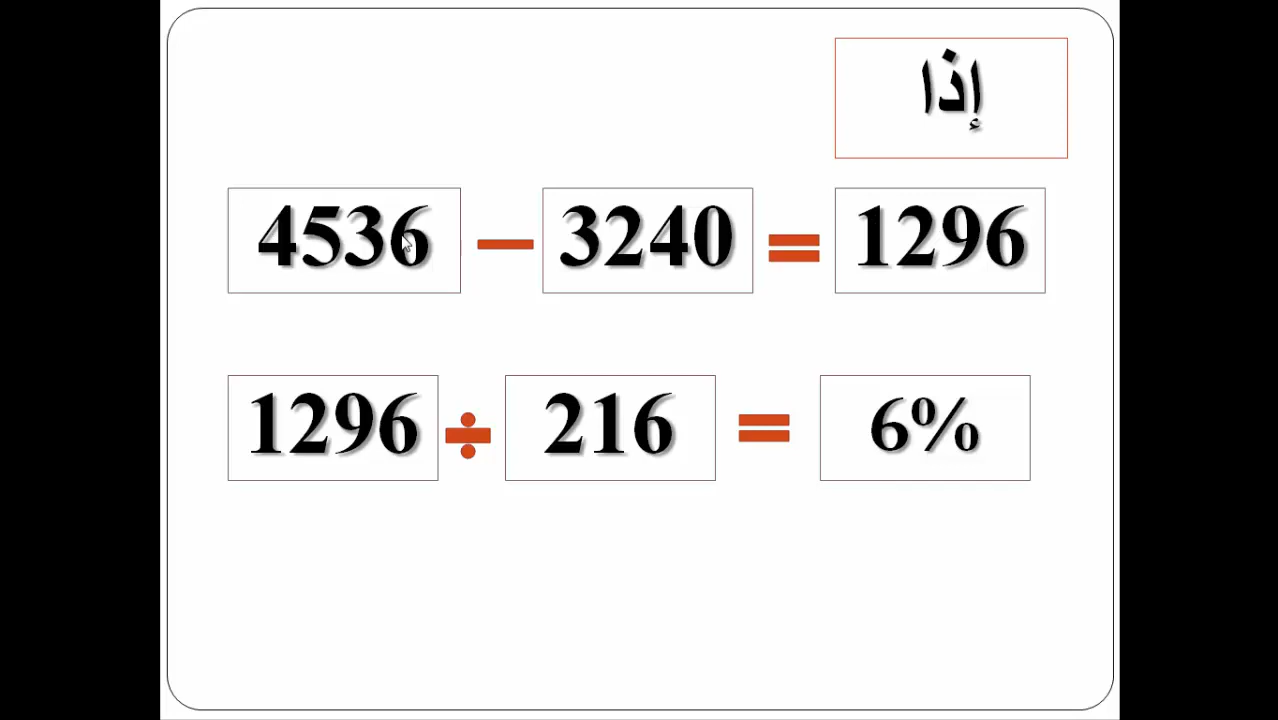 إذا
4536 − 3240 = 1296
1296 ÷ 216 = 6%